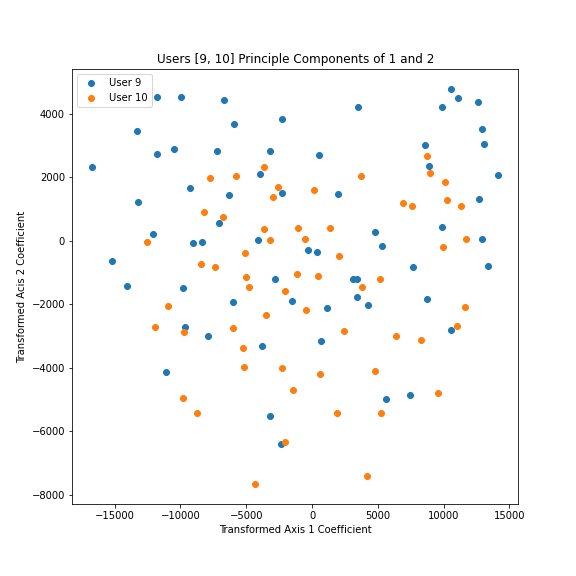 Users [9, 10] Principle Components of 1 and 2
User 9
User 10
4000
2000
0
−2000
−4000
−6000
−8000
Transformed Acis 2 Coefficient
−15000 −10000 −5000 0 5000 10000 15000
Transformed Axis 1 Coefficient